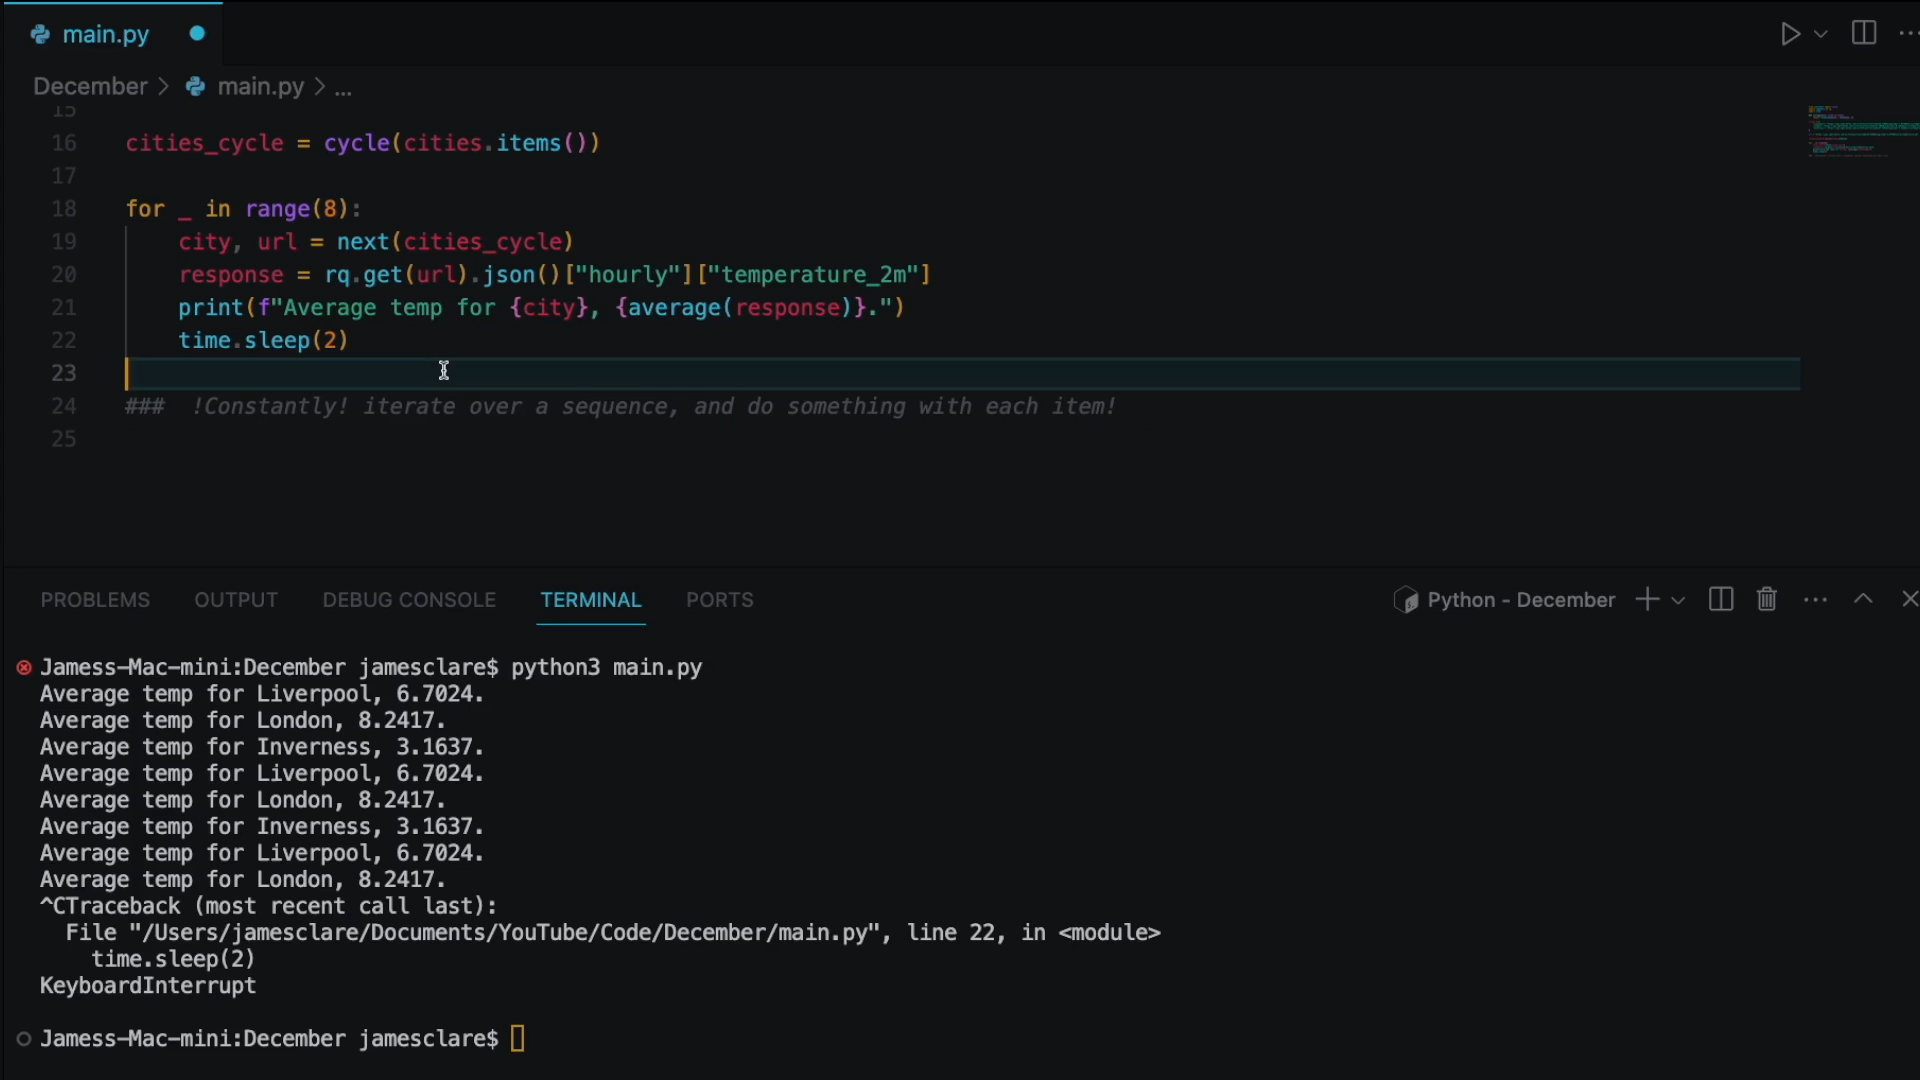 main.py
December > main.py > ...
15
16 cities_cycle = cycle(cities.items())
17
18 for _ in range(8):
19     city, url = next(cities_cycle)
20     response = rq.get(url).json()["hourly"]["temperature_2m"]
21     print(f"Average temp for {city}, {average(response)}.")
22     time.sleep(2)
23
24 ###  !Constantly! iterate over a sequence, and do something with each item!
25
PROBLEMS OUTPUT DEBUG CONSOLE TERMINAL PORTS Python - December
Jamess-Mac-mini:December jamesclare$ python3 main.py
Average temp for Liverpool, 6.7024.
Average temp for London, 8.2417.
Average temp for Inverness, 3.1637.
Average temp for Liverpool, 6.7024.
Average temp for London, 8.2417.
Average temp for Inverness, 3.1637.
Average temp for Liverpool, 6.7024.
Average temp for London, 8.2417.
^CTraceback (most recent call last):
  File "/Users/jamesclare/Documents/YouTube/Code/December/main.py", line 22, in <module>
    time.sleep(2)
KeyboardInterrupt
Jamess-Mac-mini:December jamesclare$